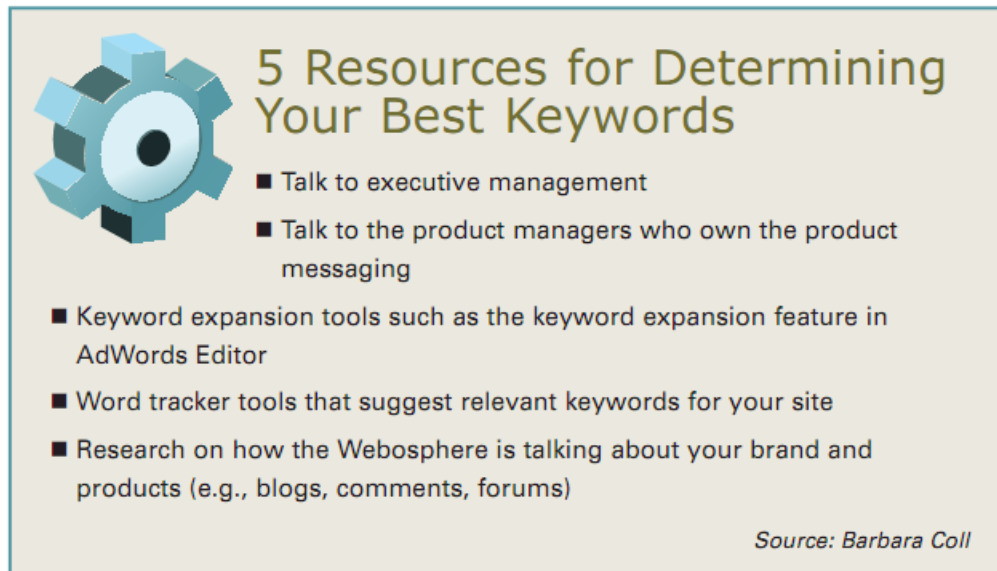 5 Resources for Determining
Your Best Keywords
■ Talk to executive management
■ Talk to the product managers who own the product
messaging
■ Keyword expansion tools such as the keyword expansion feature in
AdWords Editor
■ Word tracker tools that suggest relevant keywords for your site
■ Research on how the Webosphere is talking about your brand and
products (e.g., blogs, comments, forums)
Source: Barbara Coll